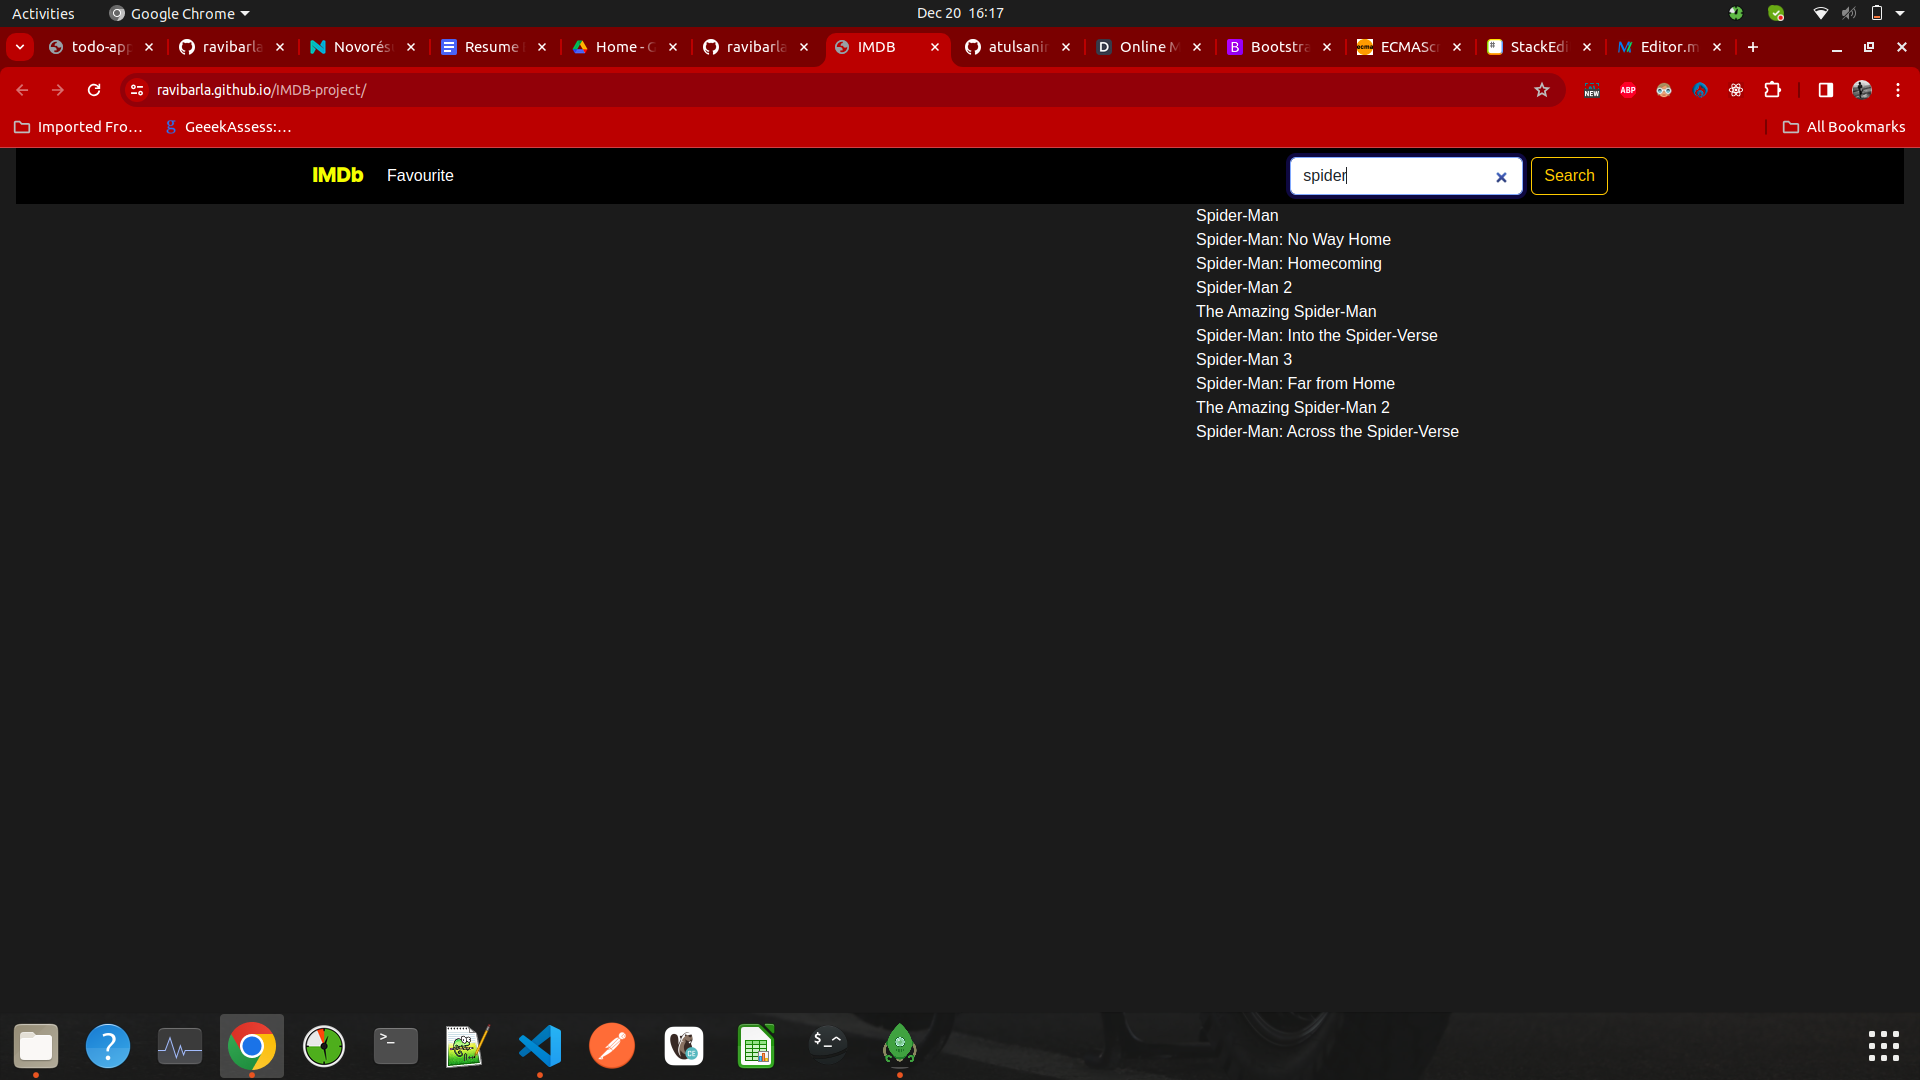 Activities Google Chrome Dec 20 16:17
todo-app ravibarla Novorés Resume Home - G ravibarla IMDB atulsanir Online M Bootstra ECMASc StackEdi Editor.m
ravibarla.github.io/IMDB-project/ NEW ABP
Imported Fro... g GeeekAssess:... All Bookmarks
IMDb Favourite spider Search
Spider-Man
Spider-Man: No Way Home
Spider-Man: Homecoming
Spider-Man 2
The Amazing Spider-Man
Spider-Man: Into the Spider-Verse
Spider-Man 3
Spider-Man: Far from Home
The Amazing Spider-Man 2
Spider-Man: Across the Spider-Verse